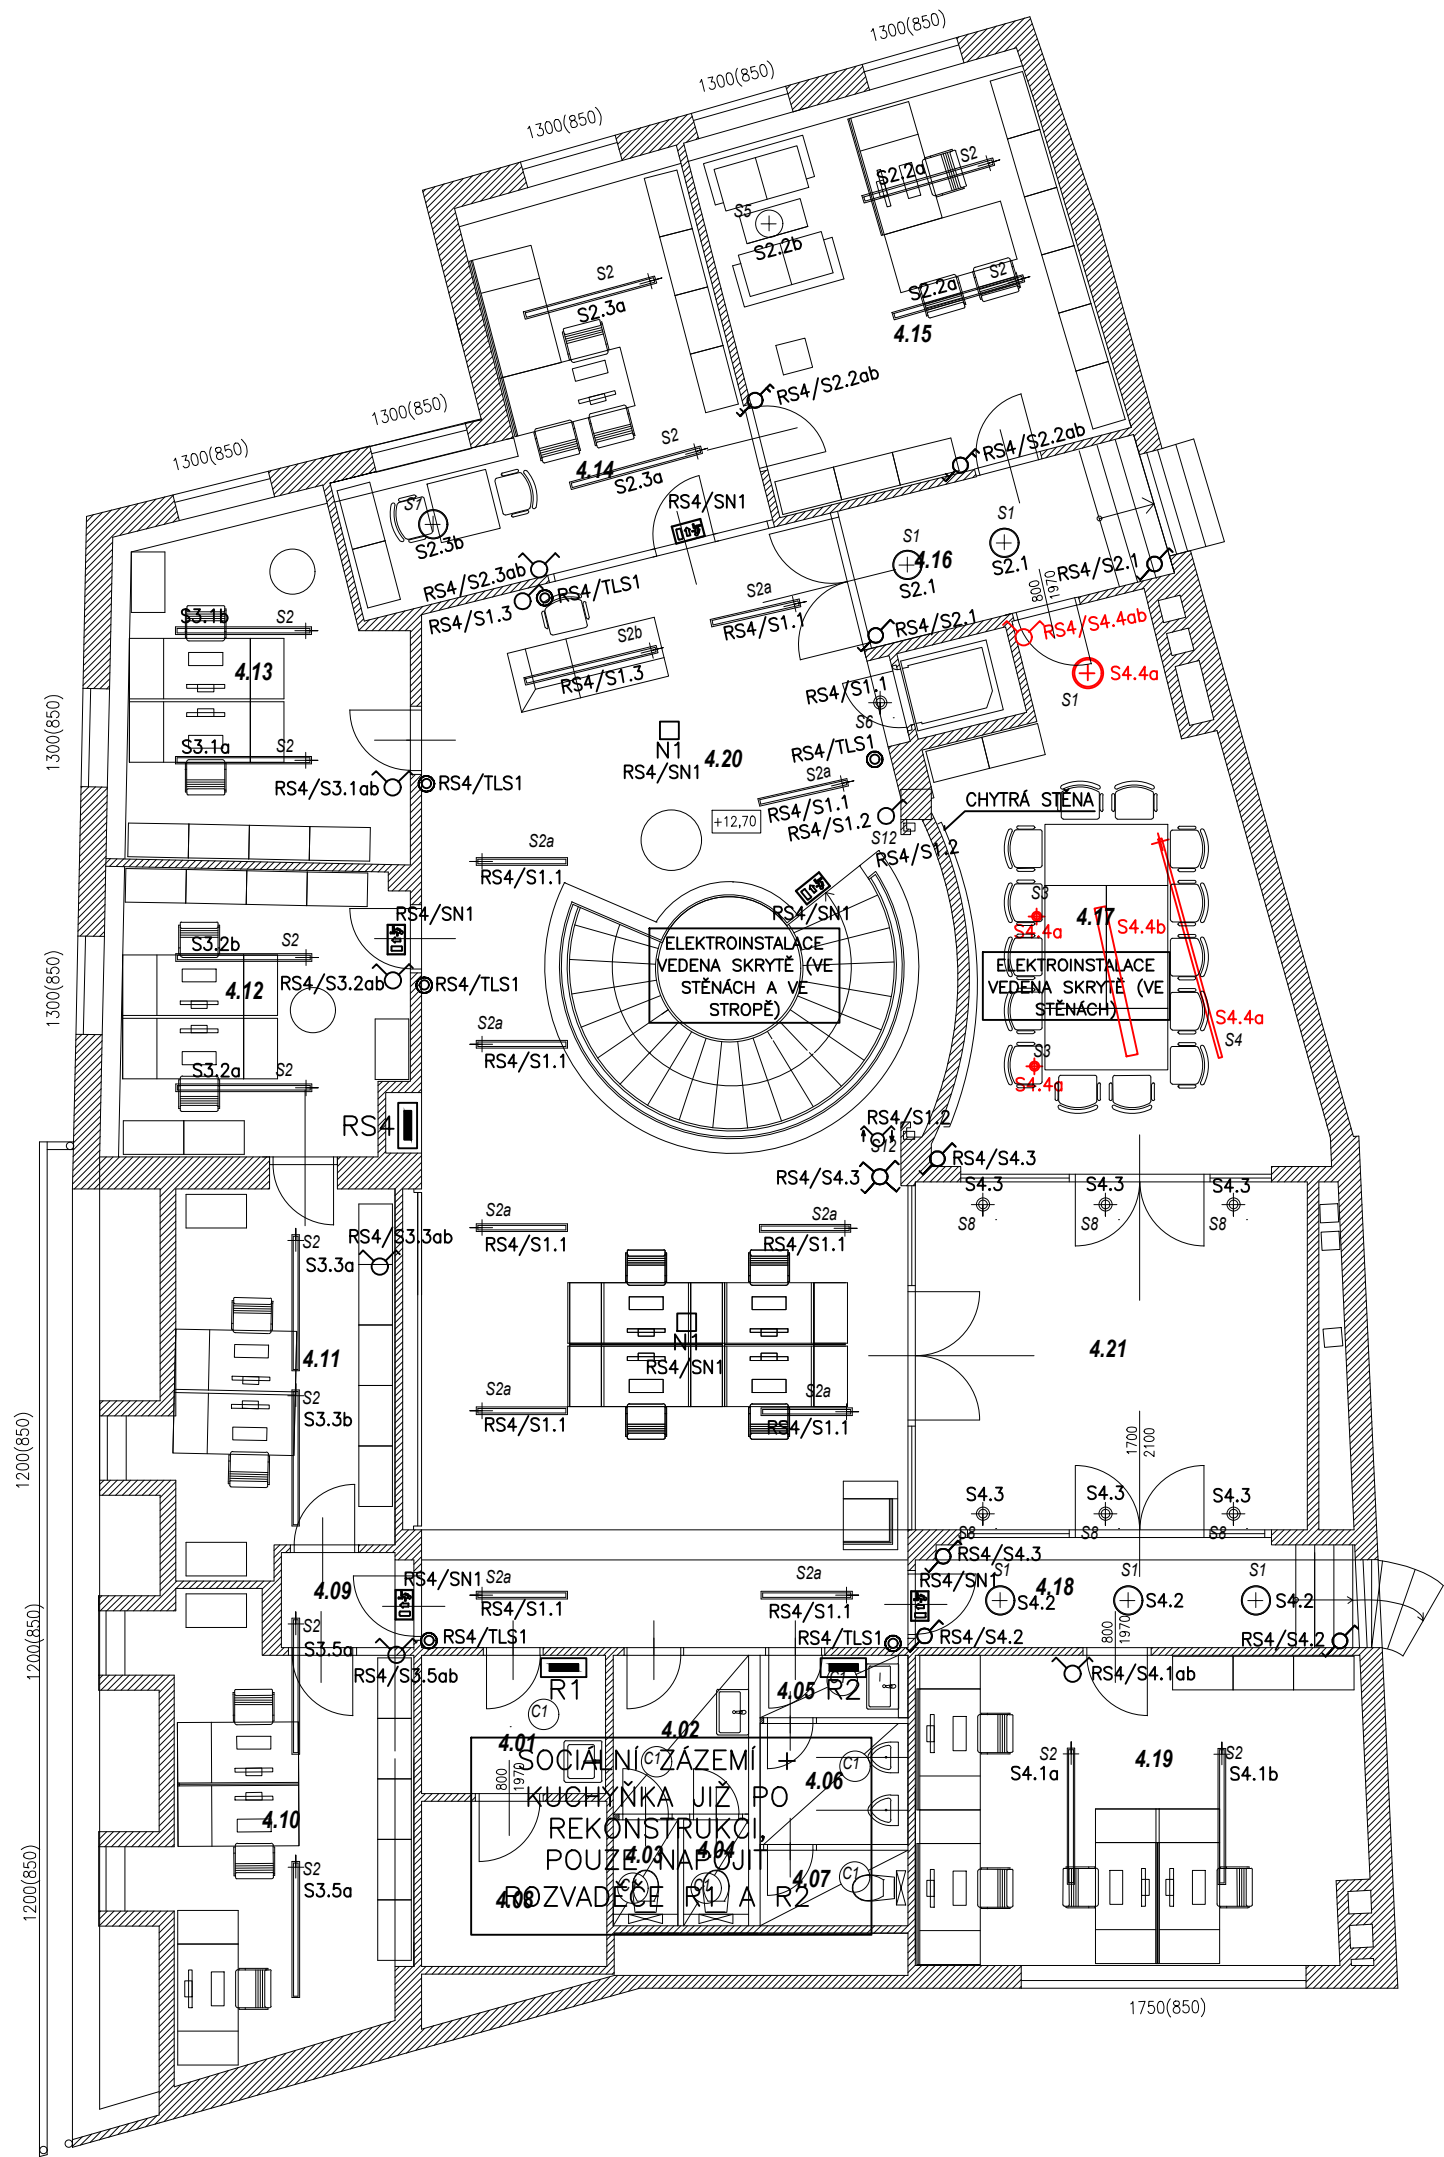 1300(850)
1300(850)
1300(850)
S2
S2.2a
S5
S2.2b
S2
S2.3a
S2
S2.2a
4.15
RS4/S2.2ab
1300(850)
1300(850)
S2
4.14
S2.3a
RS4/S2.2ab
RS4/SN1
S1
S2.3b
S1
S2.1
S1
4.16
S2.1
RS4/S2.1
800
1970
RS4/S2.3ab
RS4/TLS1
RS4/S1.3
S2a
RS4/S1.1
RS4/S2.1
RS4/S4.4ab
S3.1b
S2
4.13
S2b
RS4/S1.3
S4.4a
S1
RS4/S1.1
S6
1300(850)
S3.1a
S2
RS4/S3.1ab
RS4/TLS1
N1
RS4/SN1
4.20
RS4/TLS1
S2a
RS4/S1.1
RS4/S1.2
CHYTRÁ STĚNA
+12,70
S12
RS4/S1.2
S2a
RS4/S1.1
S3
S4.4a
4.17
S4.4b
RS4/SN1
RS4/SN1
ELEKTROINSTALACE
VEDENA SKRYTĚ (VE
STĚNÁCH A VE
STROPĚ)
ELEKTROINSTALACE
VEDENA SKRYTĚ (VE
STĚNÁCH)
1300(850)
S3.2b
S2
4.12
RS4/S3.2ab
RS4/TLS1
S4.4a
S4
S2a
RS4/S1.1
S3
S4.4a
S3.2a
S2
RS4
RS4/S1.2
S12
RS4/S4.3
RS4/S4.3
S4.3
S4.3
S4.3
S8
S8
S8
S2a
RS4/S1.1
S2a
RS4/S1.1
RS4/S3.3ab
S2
S3.3a
4.11
N1
RS4/SN1
4.21
S2
S3.3b
S2a
RS4/S1.1
S2a
RS4/S1.1
1200(850)
1700
2100
S4.3
S4.3
S4.3
S8
S8
S8
RS4/S4.3
4.09
RS4/SN1
S2a
RS4/S1.1
S2a
RS4/S1.1
RS4/SN1
S1
S4.2
4.18
S1
S4.2
S1
S4.2
800
1970
1200(850)
S2
S3.5a
RS4/S3.5ab
RS4/TLS1
RS4/TLS1
RS4/S4.2
RS4/S4.2
RS4/S4.1ab
R1
C1
4.01
4.02
4.05
R2
C1
S2
S4.1a
4.19
S2
S4.1b
SOCIÁLNÍ ZÁZEMÍ +
KUCHYŇKA JIŽ PO
REKONSTRUKCI,
POUZE NAPOJIT
ROZVADĚČE R1 A R2
C1
C1
4.06
800
1970
4.10
4.03
4.04
4.07
C1
C1
C1
4.08
1200(850)
S2
S3.5a
1750(850)